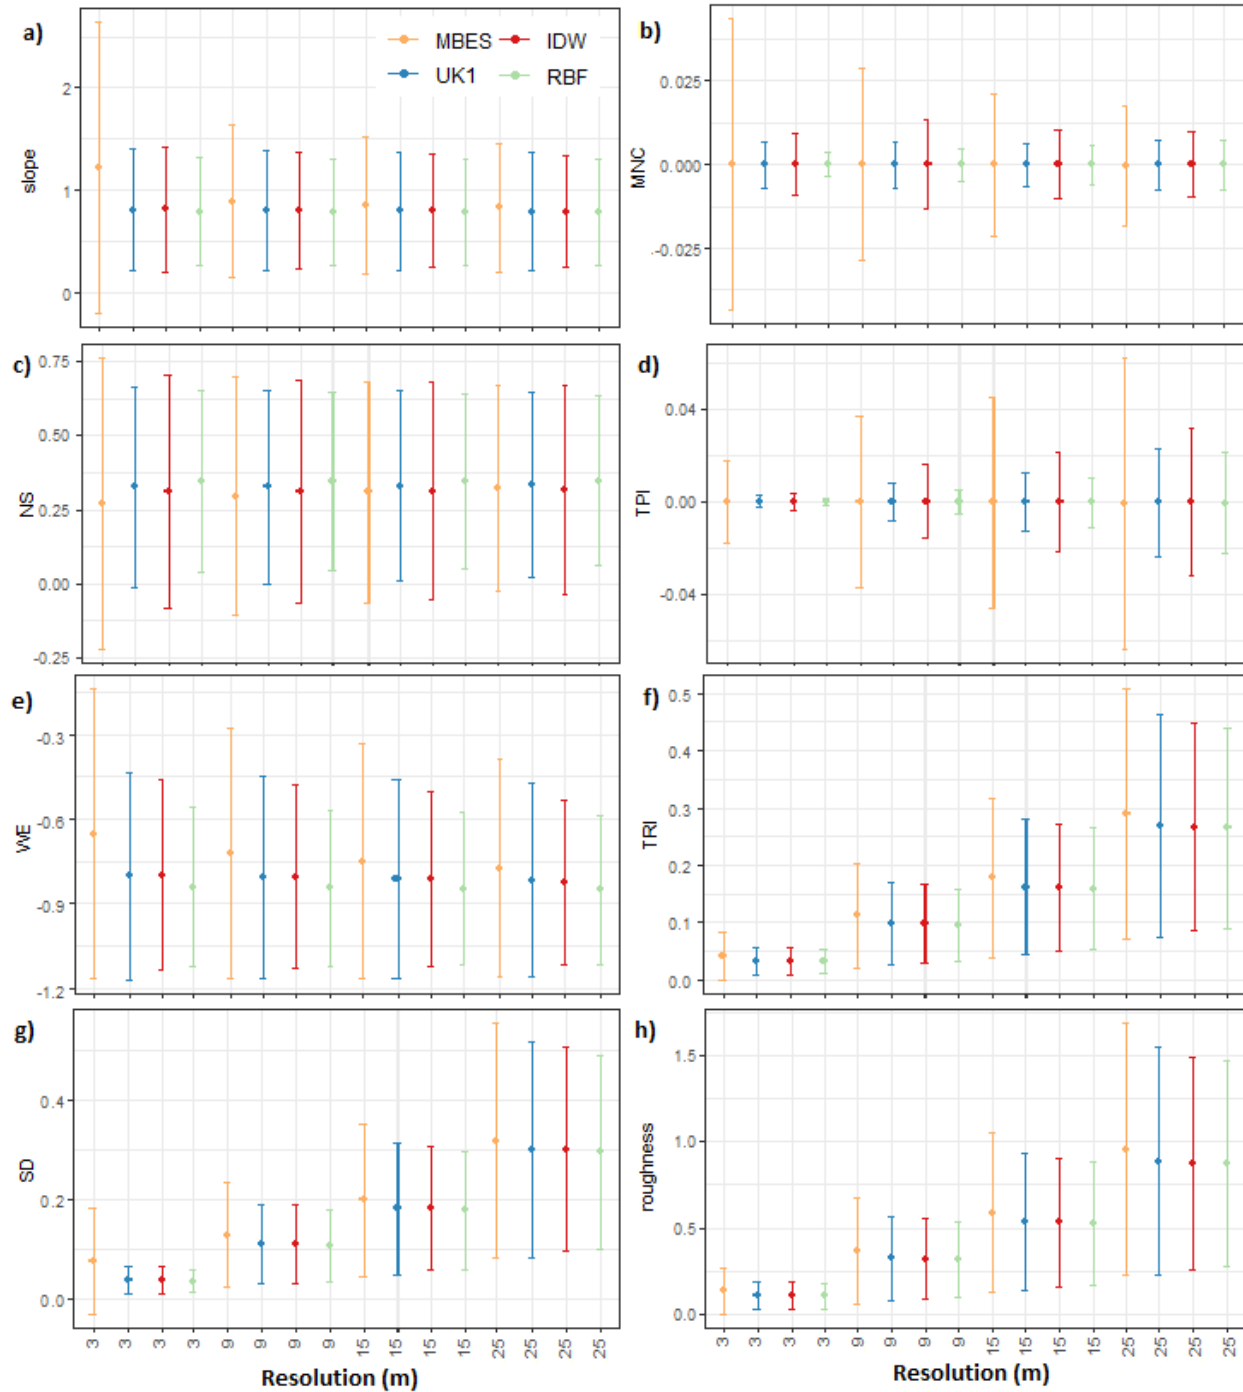 a)
MBES IDW
UK1 RBF
2
1
0
slope
b)
0.025
0.000
-0.025
MNC
c)
0.75
0.50
0.25
0.00
-0.25
NS
d)
0.04
0.00
-0.04
TPI
e)
-0.3
-0.6
-0.9
-1.2
WE
f)
0.5
0.4
0.3
0.2
0.1
0.0
TRI
g)
0.4
0.2
0.0
SD
3 3 3 3 9 9 9 9 15 15 15 15 25 25 25 25
Resolution (m)
h)
1.5
1.0
0.5
0.0
roughness
3 3 3 3 9 9 9 9 15 15 15 15 25 25 25 25
Resolution (m)